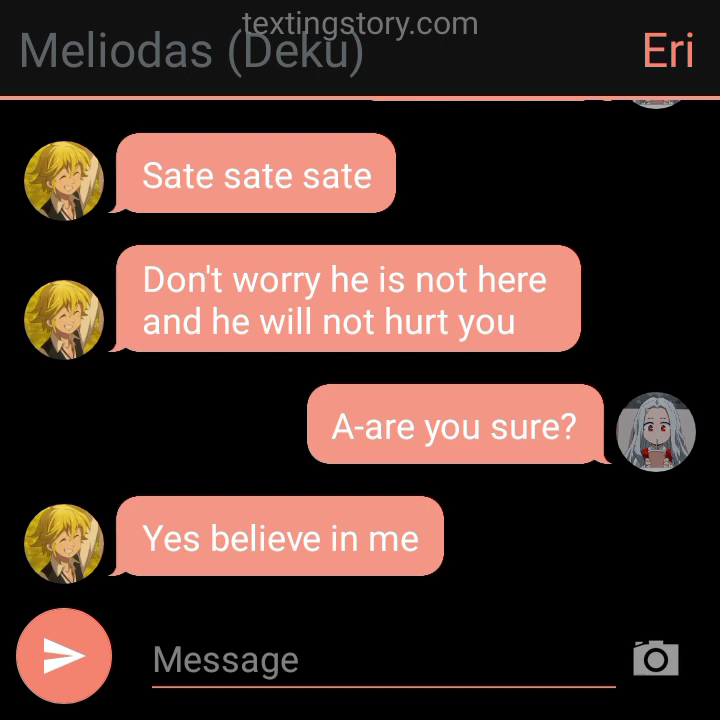 textingstory.com
Meliodas (Deku)
Eri
Sate sate sate
Don't worry he is not here
and he will not hurt you
A-are you sure?
Yes believe in me
Message